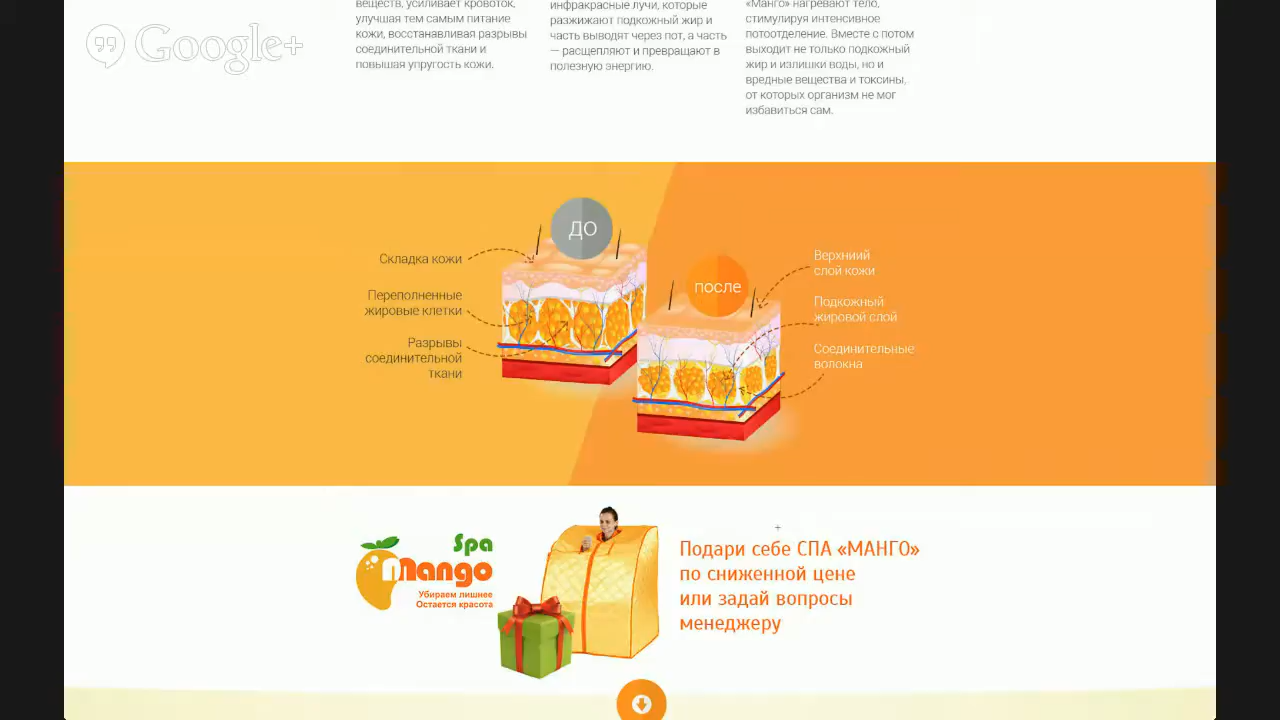 Google+
веществ, усиливает кровоток,
улучшая тем самым питание
кожи, восстанавливая разрывы
соединительной ткани и
повышая упругость кожи.
инфракрасные лучи, которые
разжижают подкожный жир и
часть выводят через пот, а часть
— расщепляют и превращают в
полезную энергию.
«Манго» нагревают тело,
стимулируя интенсивное
потоотделение. Вместе с потом
выходит не только подкожный
жир и излишки воды, но и
вредные вещества и токсины,
от которых организм не мог
избавиться сам.
ДО
Складка кожи
Переполненные
жировые клетки
Разрывы
соединительной
ткани
после
Верхниий
слой кожи
Подкожный
жировой слой
Соединительные
волокна
Spa
Mango
Убираем лишнее
Остается красота
Подари себе СПА «МАНГО»
по сниженной цене
или задай вопросы
менеджеру